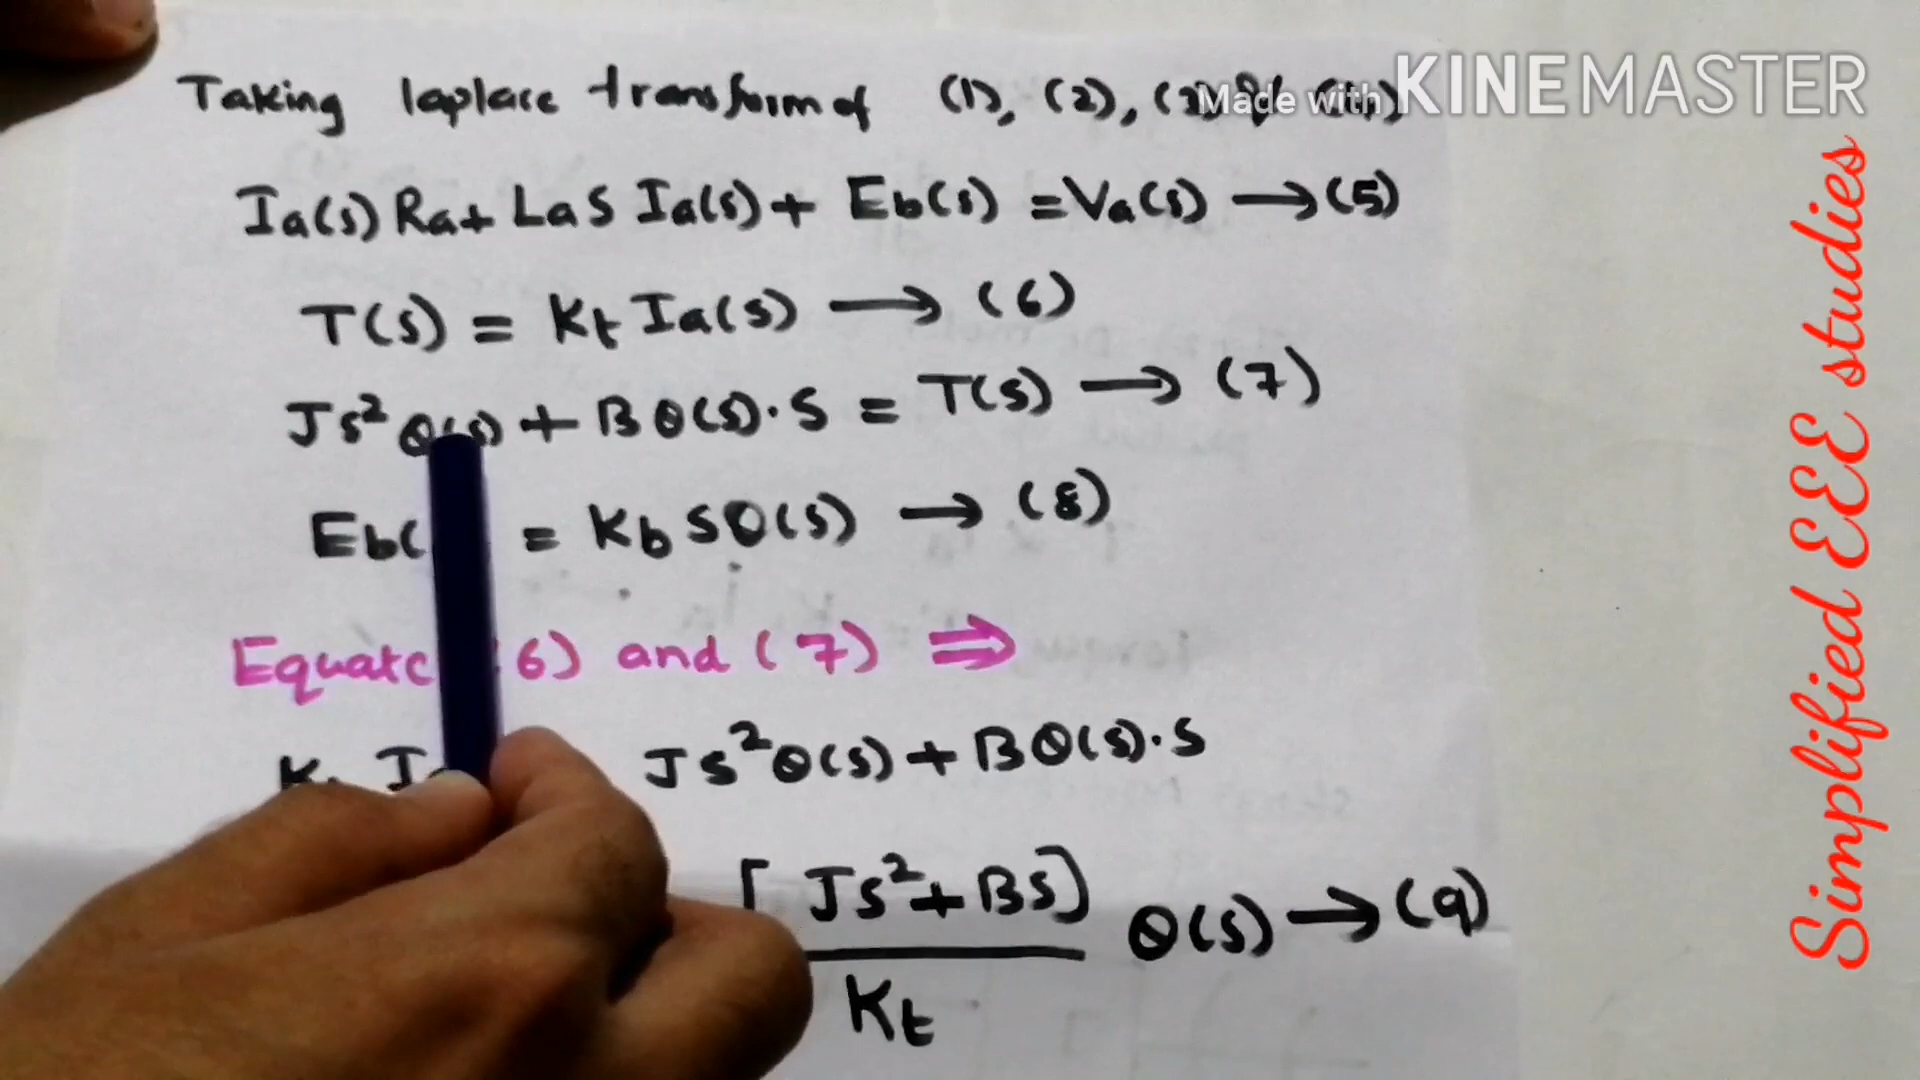 Taking laplace transform of (1), (2),
Made with KINEMASTER
Ia(s) Ra + LaS Ia(s) + Eb(s) = Va(s) → (5)
T(s) = Kt Ia(s) → (6)
Js² θ(s) + B θ(s)·S = T(s) → (7)
Eb( = Kb Sθ(s) → (8)
Equate 6) and (7) ⇒
Js²θ(s) + Bθ(s)·S
[Js² + Bs]
θ(s) → (9)
Kt
Simplified EEE studies